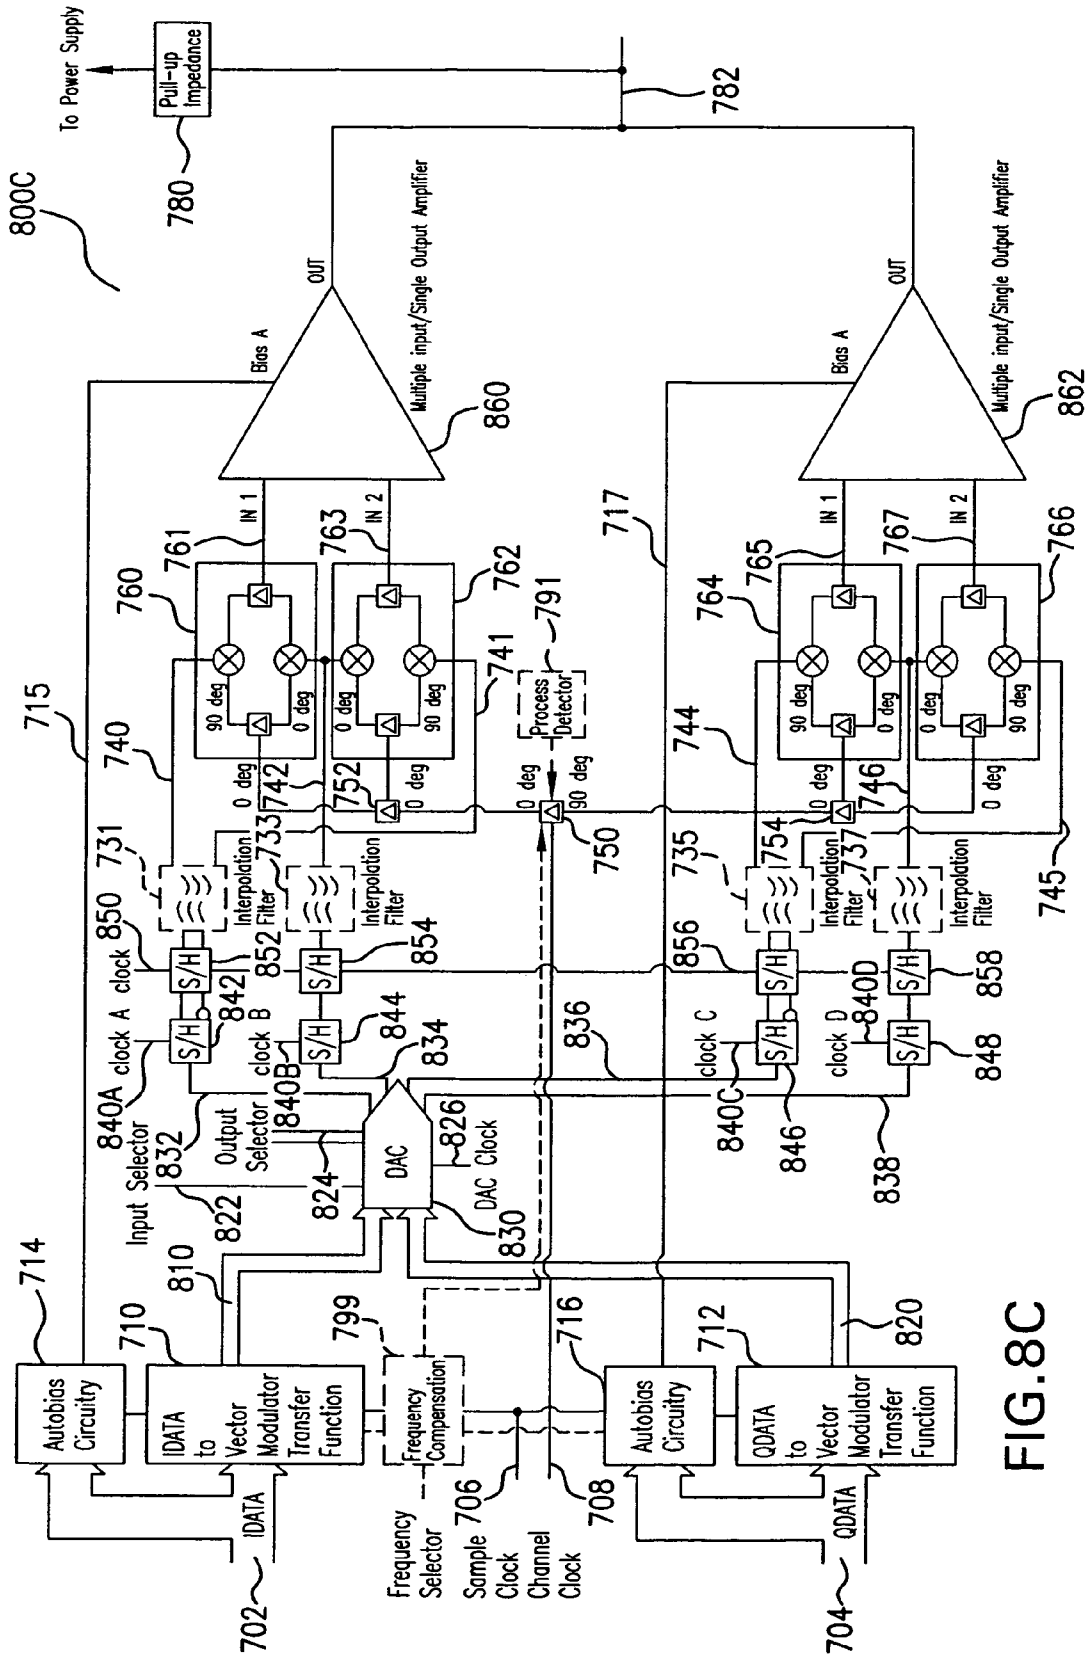 800C
To Power Supply
Pull-up
Impedance
780
782
715
Bias A
OUT
Multiple input/Single Output Amplifier
860
IN 1
IN 2
761
763
760
762
90 deg
0 deg
0 deg
90 deg
740
741
742
0 deg
752
0 deg
731
Interpolation
Filter
733
Interpolation
Filter
850
clock
S/H
852
S/H
854
clock A
840A
S/H
842
clock B
840B
S/H
844
834
832
Input Selector
822
Output
Selector
824
DAC
826
DAC Clock
830
714
Autobias
Circuitry
710
810
IDATA
to
Vector
Modulator
Transfer
Function
IDATA
702
799
Frequency
Compensation
Frequency
Selector
706
Sample
Clock
708
Channel
Clock
791
Process
Detector
0 deg
90 deg
750
717
716
Autobias
Circuitry
712
820
QDATA
to
Vector
Modulator
Transfer
Function
QDATA
704
836
838
clock C
840C
S/H
846
clock D
840D
S/H
848
856
S/H
S/H
858
735
Interpolation
Filter
737
Interpolation
Filter
744
745
746
754
0 deg
0 deg
764
766
90 deg
0 deg
0 deg
90 deg
765
767
IN 1
IN 2
Bias A
OUT
Multiple input/Single Output Amplifier
862
FIG.8C